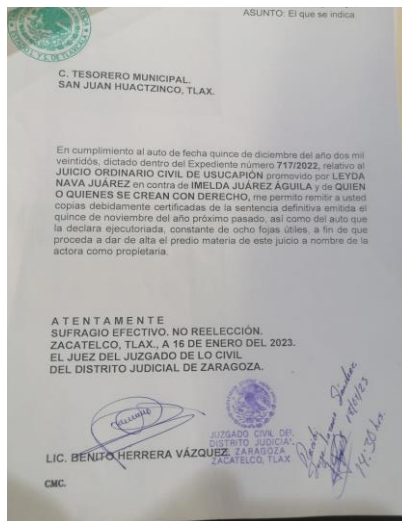 ASUNTO: El que se indica
C. TESORERO MUNICIPAL.
SAN JUAN HUACTZINCO, TLAX.
En cumplimiento al auto de fecha quince de diciembre del año dos mil
veintidós, dictado dentro del Expediente número 717/2022, relativo al
JUICIO ORDINARIO CIVIL DE USUCAPIÓN promovido por LEYDA
NAVA JUÁREZ en contra de IMELDA JUÁREZ ÁGUILA y de QUIEN
O QUIENES SE CREAN CON DERECHO, me permito remitir a usted
copias debidamente certificadas de la sentencia definitiva emitida el
quince de noviembre del año próximo pasado, así como del auto que
la declara ejecutoriada, constante de ocho fojas útiles, a fin de que
proceda a dar de alta el predio materia de este juicio a nombre de la
actora como propietaria.
A T E N T A M E N T E
SUFRAGIO EFECTIVO. NO REELECCIÓN.
ZACATELCO, TLAX., A 16 DE ENERO DEL 2023.
EL JUEZ DEL JUZGADO DE LO CIVIL
DEL DISTRITO JUDICIAL DE ZARAGOZA.
JUZGADO CIVIL DEL
DISTRITO JUDICIAL
ZARAGOZA
ZACATELCO, TLAX
LIC. BENITO HERRERA VÁZQUEZ.
14:30 hrs.
CMC.